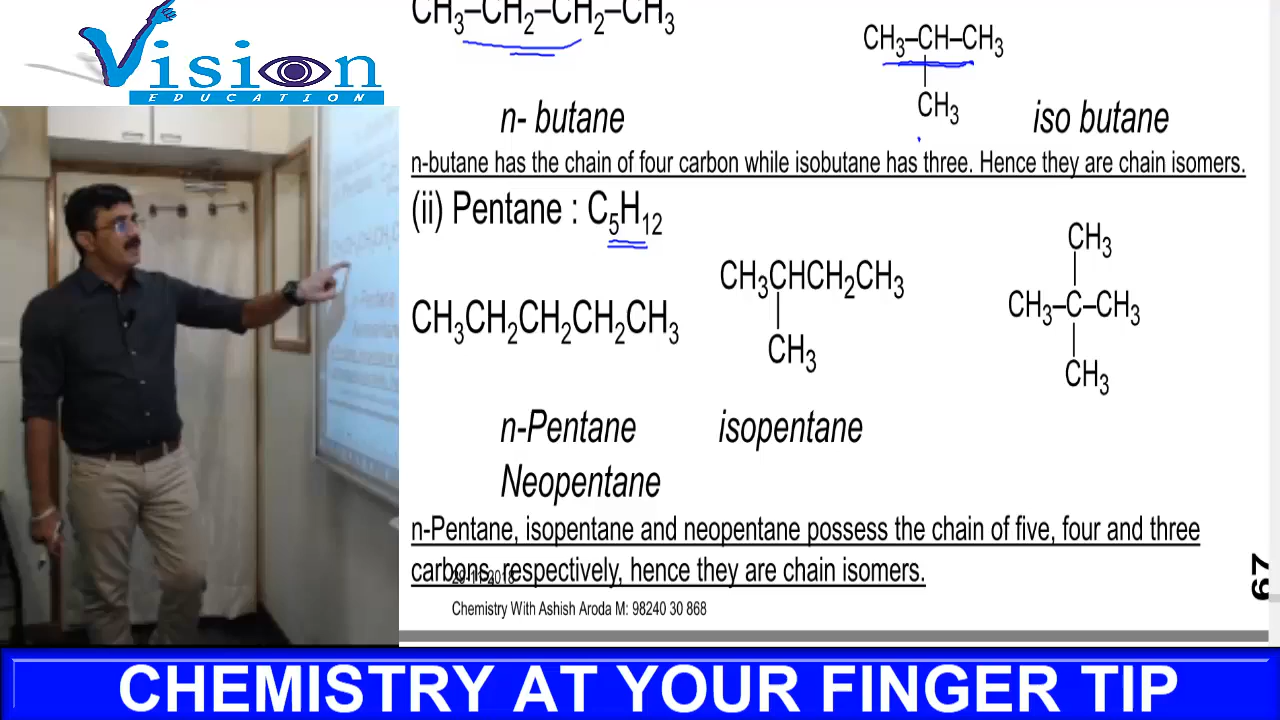 Vision
EDUCATION
CH₃–CH₂–CH₂–CH₃
CH₃–CH–CH₃
CH₃
n- butane
iso butane
n-butane has the chain of four carbon while isobutane has three. Hence they are chain isomers.
(ii) Pentane : C₅H₁₂
CH₃CH₂CH₂CH₂CH₃
CH₃CHCH₂CH₃
CH₃
CH₃
CH₃–C–CH₃
CH₃
n-Pentane
isopentane
Neopentane
n-Pentane, isopentane and neopentane possess the chain of five, four and three
carbons, respectively, hence they are chain isomers.
29-11-2018
Chemistry With Ashish Aroda M: 98240 30 868
67
CHEMISTRY AT YOUR FINGER TIP